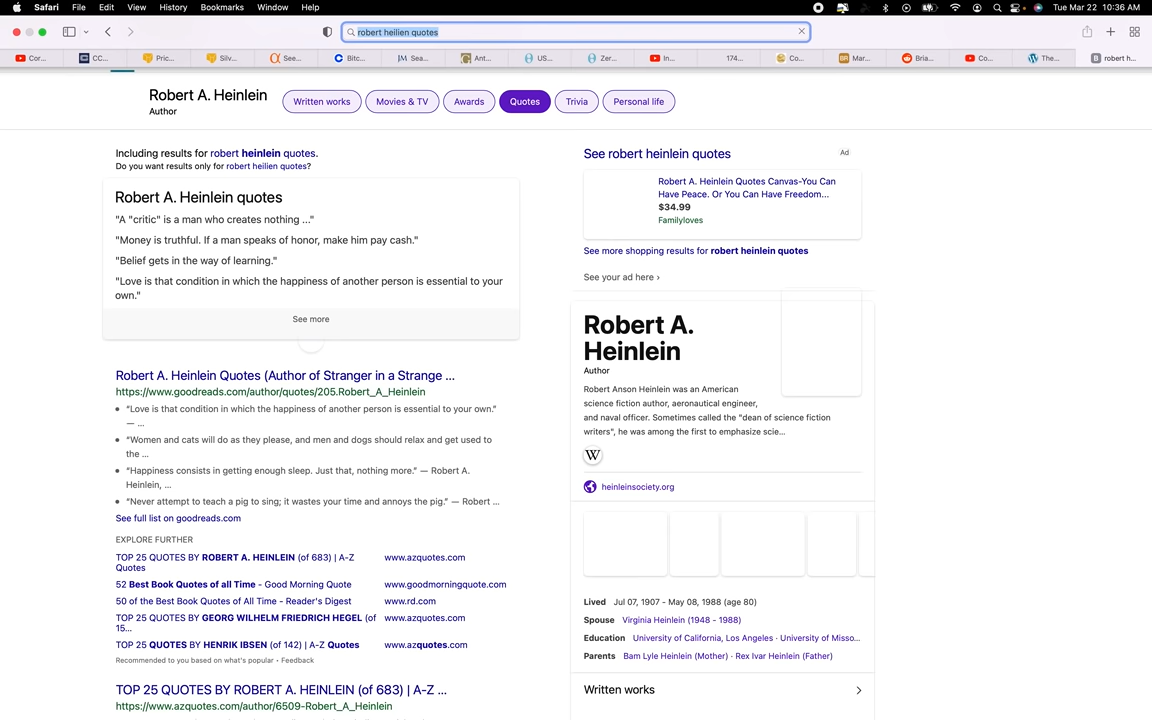 Safari File Edit View History Bookmarks Window Help Tue Mar 22 10:36 AM
robert heilien quotes
Cor... CC... Pric... Silv... See... Bitc... Sea... Ant... US... Zer... In... 174... Co... Mar... Bria... Co... The... robert h...
Robert A. Heinlein
Author
Written works Movies & TV Awards Quotes Trivia Personal life
Including results for robert heinlein quotes.
Do you want results only for robert heilien quotes?
Robert A. Heinlein quotes
"A "critic" is a man who creates nothing ..."
"Money is truthful. If a man speaks of honor, make him pay cash."
"Belief gets in the way of learning."
"Love is that condition in which the happiness of another person is essential to your
own."
See more
Robert A. Heinlein Quotes (Author of Stranger in a Strange ...
https://www.goodreads.com/author/quotes/205.Robert_A_Heinlein
• "Love is that condition in which the happiness of another person is essential to your own."
— ...
• "Women and cats will do as they please, and men and dogs should relax and get used to
the ...
• "Happiness consists in getting enough sleep. Just that, nothing more." — Robert A.
Heinlein, ...
• "Never attempt to teach a pig to sing; it wastes your time and annoys the pig." — Robert ...
See full list on goodreads.com
EXPLORE FURTHER
TOP 25 QUOTES BY ROBERT A. HEINLEIN (of 683) | A-Z www.azquotes.com
Quotes
52 Best Book Quotes of all Time - Good Morning Quote www.goodmorningquote.com
50 of the Best Book Quotes of All Time - Reader's Digest www.rd.com
TOP 25 QUOTES BY GEORG WILHELM FRIEDRICH HEGEL (of www.azquotes.com
15...
TOP 25 QUOTES BY HENRIK IBSEN (of 142) | A-Z Quotes www.azquotes.com
Recommended to you based on what's popular • Feedback
TOP 25 QUOTES BY ROBERT A. HEINLEIN (of 683) | A-Z ...
https://www.azquotes.com/author/6509-Robert_A_Heinlein
See robert heinlein quotes Ad
Robert A. Heinlein Quotes Canvas-You Can
Have Peace. Or You Can Have Freedom...
$34.99
Familyloves
See more shopping results for robert heinlein quotes
See your ad here ›
Robert A.
Heinlein
Author
Robert Anson Heinlein was an American
science fiction author, aeronautical engineer,
and naval officer. Sometimes called the "dean of science fiction
writers", he was among the first to emphasize scie...
W
heinleinsociety.org
Lived Jul 07, 1907 - May 08, 1988 (age 80)
Spouse Virginia Heinlein (1948 - 1988)
Education University of California, Los Angeles · University of Misso...
Parents Bam Lyle Heinlein (Mother) · Rex Ivar Heinlein (Father)
Written works